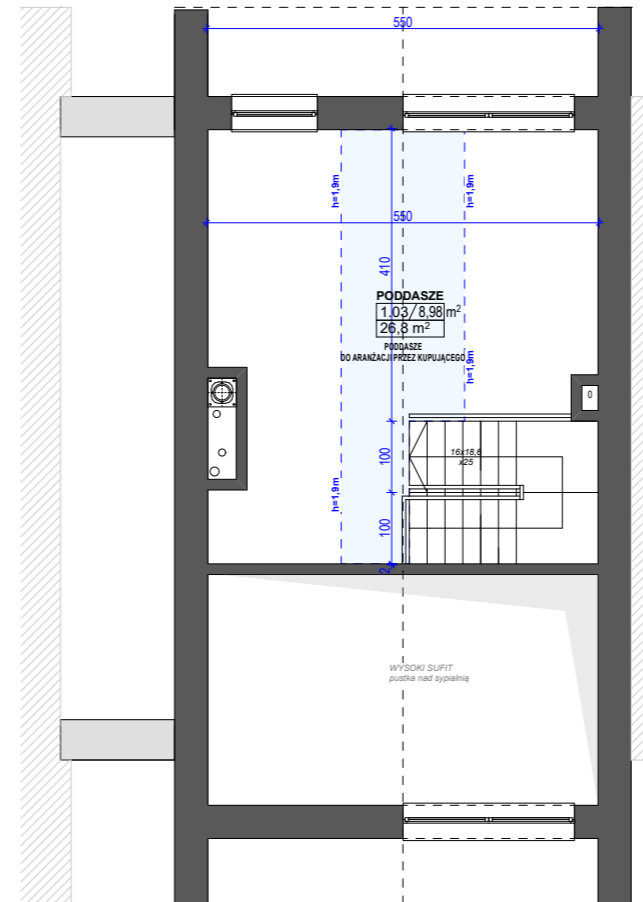 550
h=1,9m
h=1,9m
550
410
PODDASZE
1.03/8,98 m²
26,8 m²
PODDASZE
DO ARANŻACJI PRZEZ KUPUJĄCEGO
h=1,9m
0
100
16x18,6
x25
h=1,9m
100
2
WYSOKI SUFIT
pustka nad sypialnią